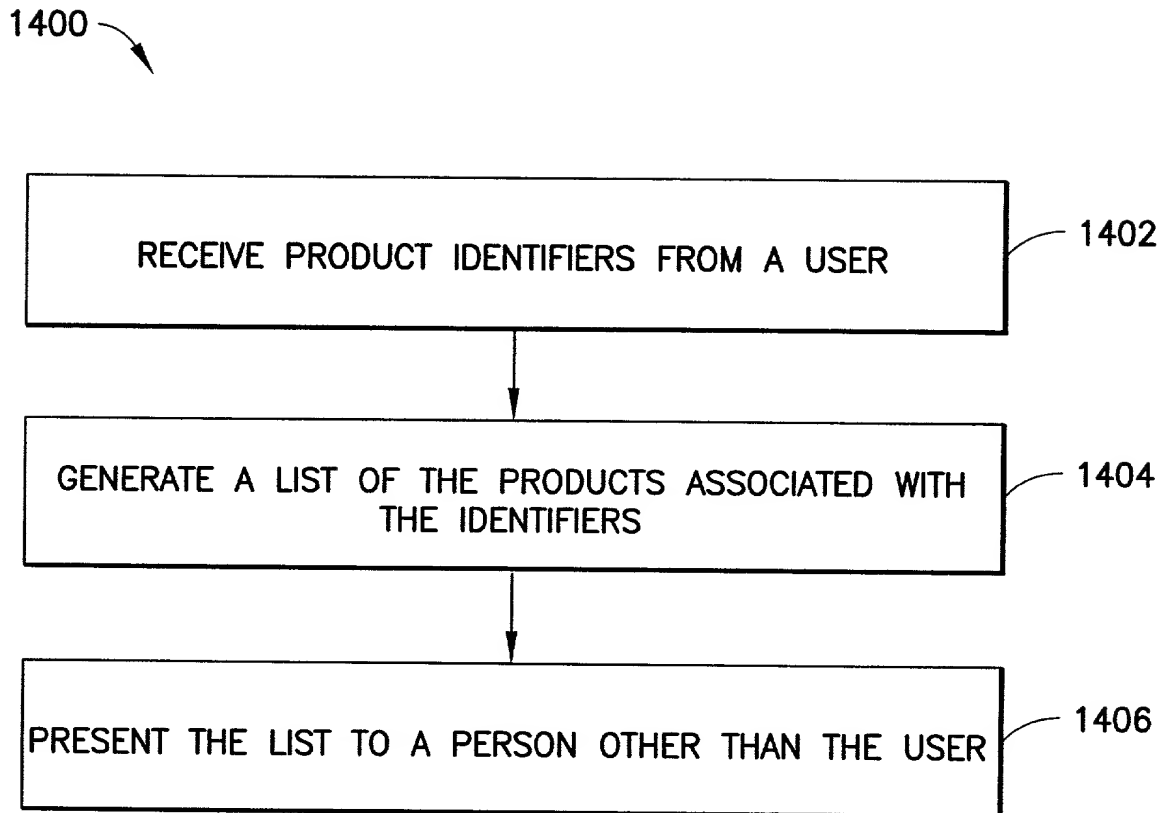 1400
RECEIVE PRODUCT IDENTIFIERS FROM A USER
1402
GENERATE A LIST OF THE PRODUCTS ASSOCIATED WITH
THE IDENTIFIERS
1404
PRESENT THE LIST TO A PERSON OTHER THAN THE USER
1406